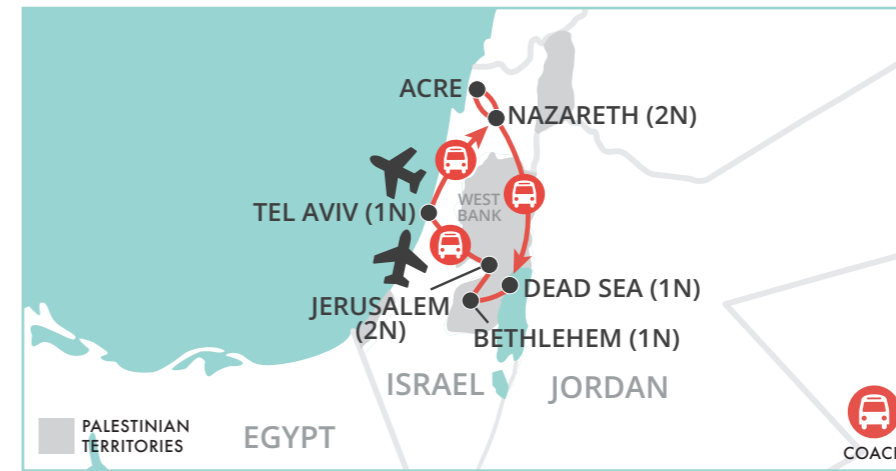 ACRE
NAZARETH (2N)
WEST
BANK
TEL AVIV (1N)
DEAD SEA (1N)
JERUSALEM
(2N)
BETHLEHEM (1N)
ISRAEL
JORDAN
PALESTINIAN
TERRITORIES
EGYPT
COACH